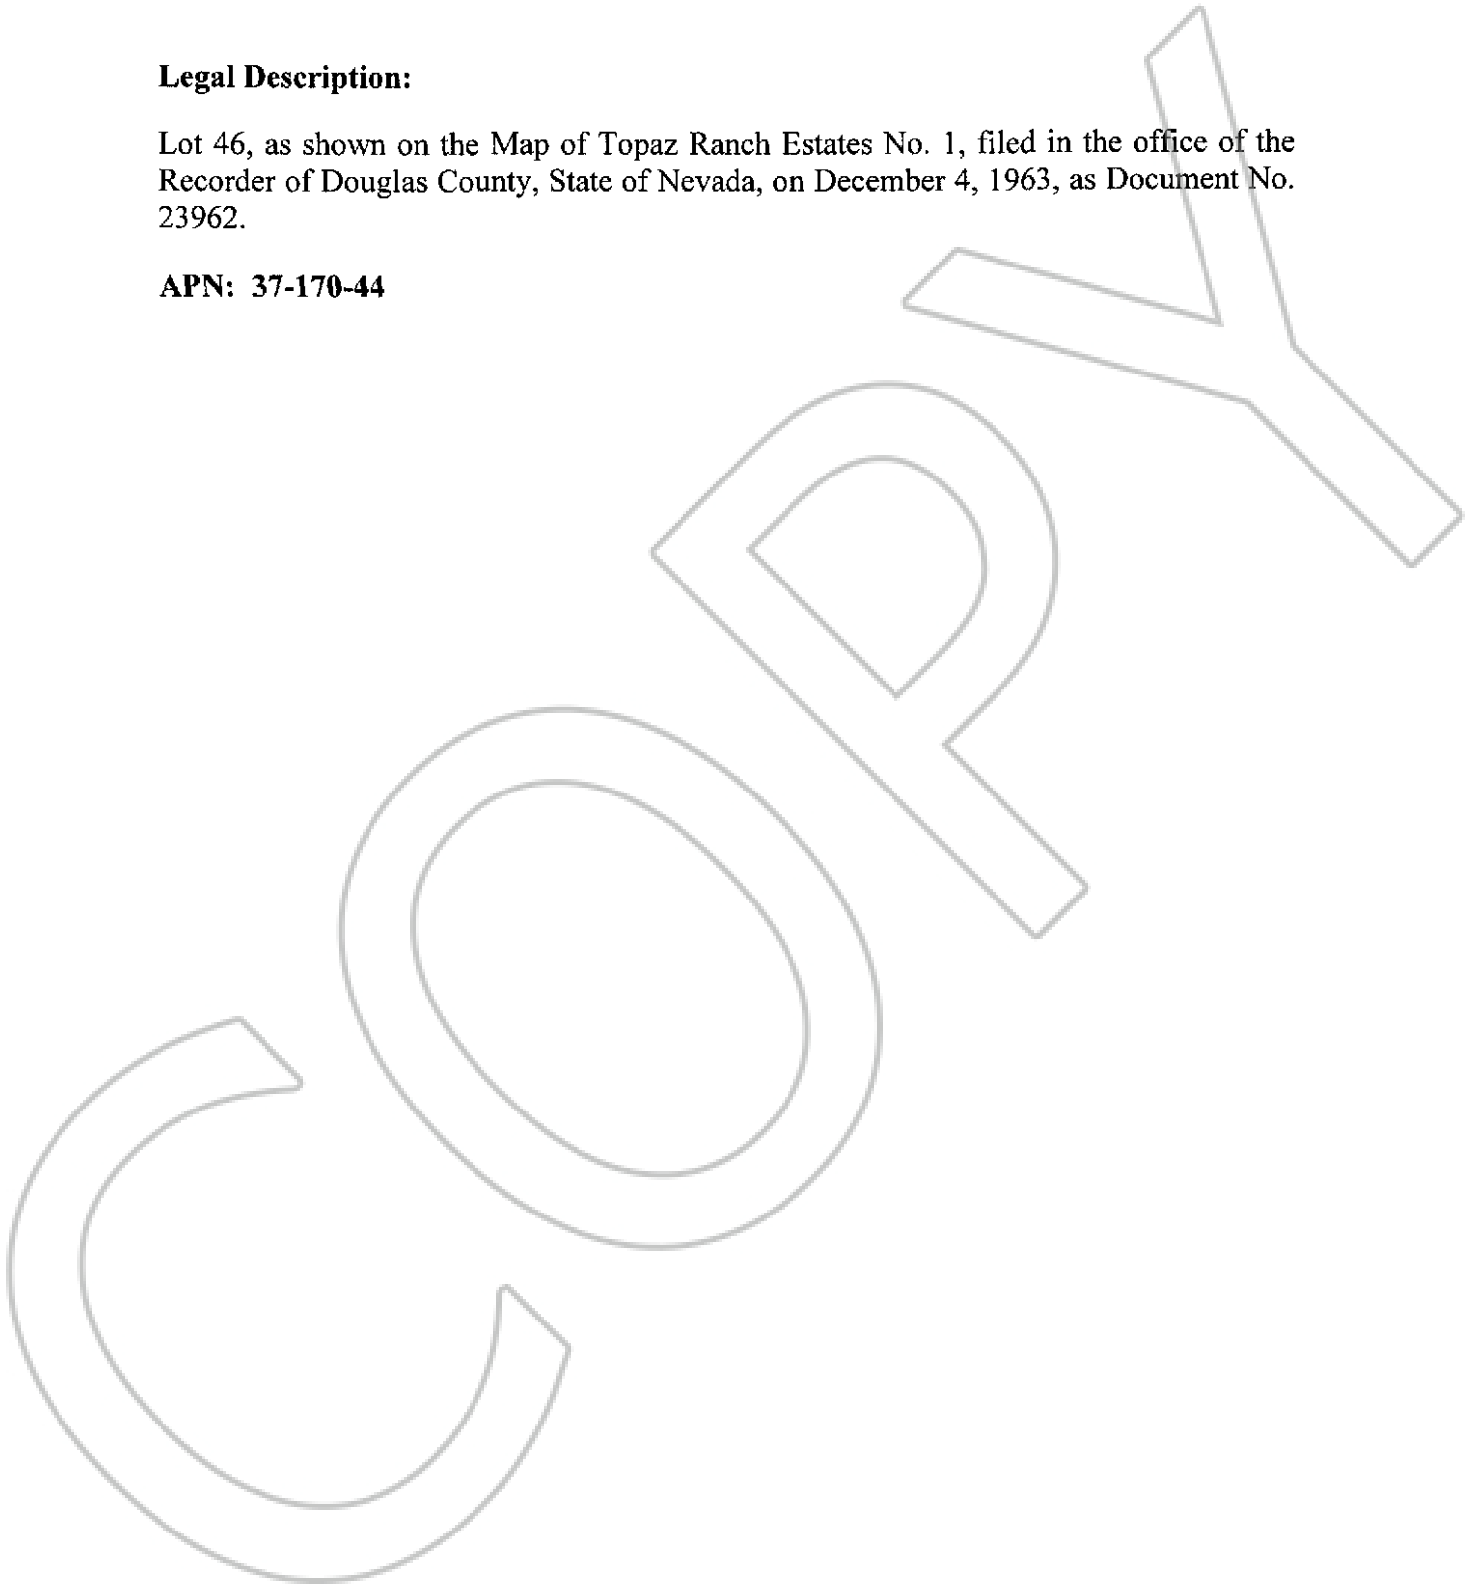 Legal Description:
Lot 46, as shown on the Map of Topaz Ranch Estates No. 1, filed in the office of the
Recorder of Douglas County, State of Nevada, on December 4, 1963, as Document No.
23962.
APN: 37-170-44
COPY